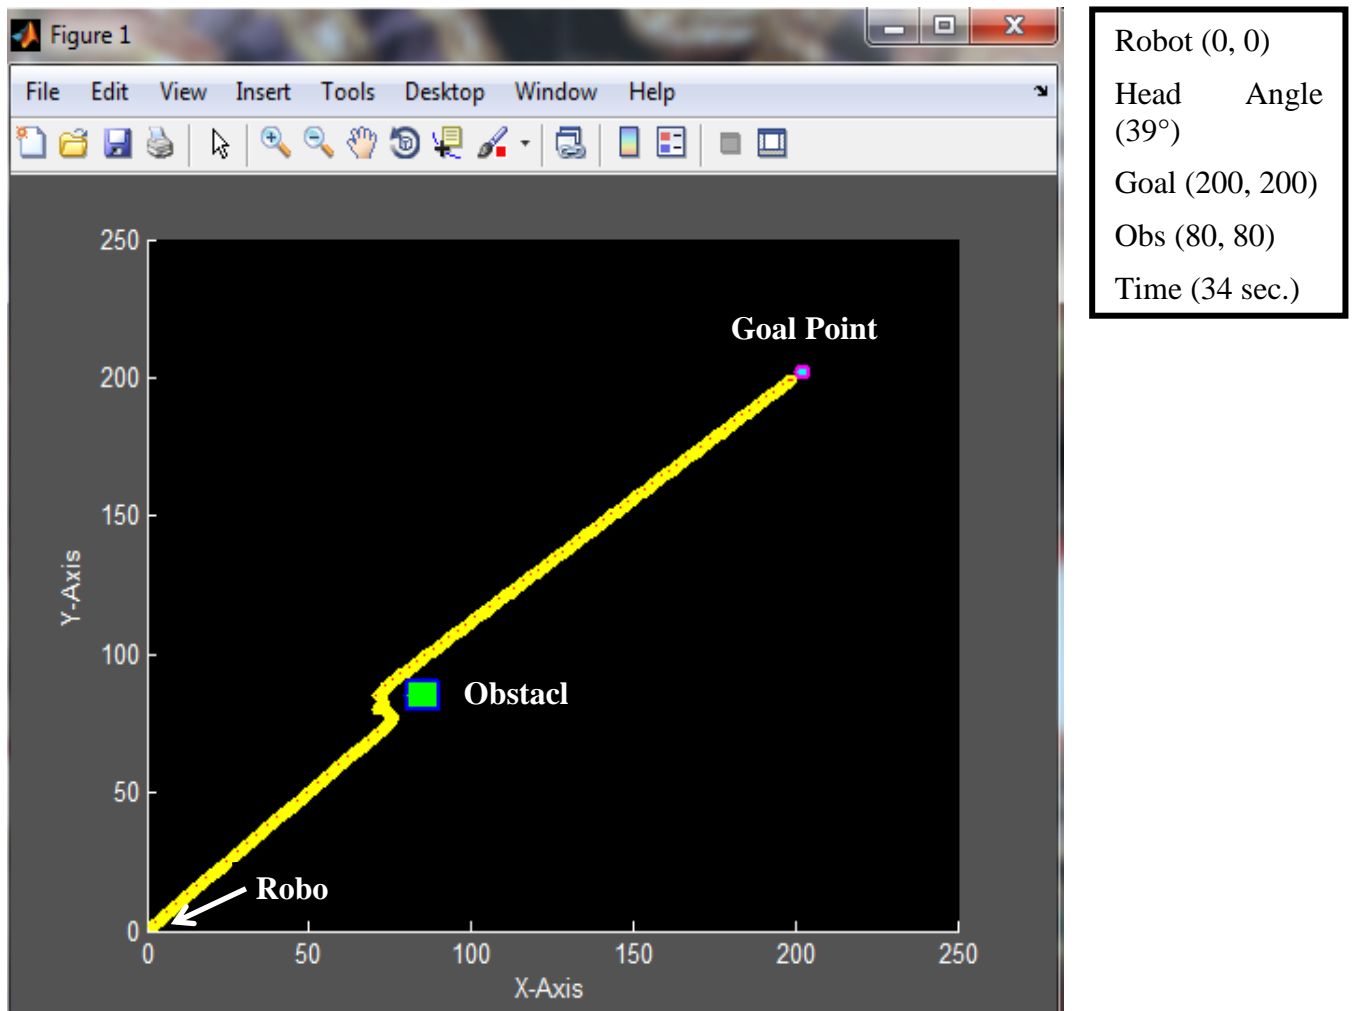 Figure 1
File Edit View Insert Tools Desktop Window Help
250
200
150
100
50
0
Y-Axis
Goal Point
Obstacl
Robo
0 50 100 150 200 250
X-Axis
Robot (0, 0)
Head Angle
(39°)
Goal (200, 200)
Obs (80, 80)
Time (34 sec.)